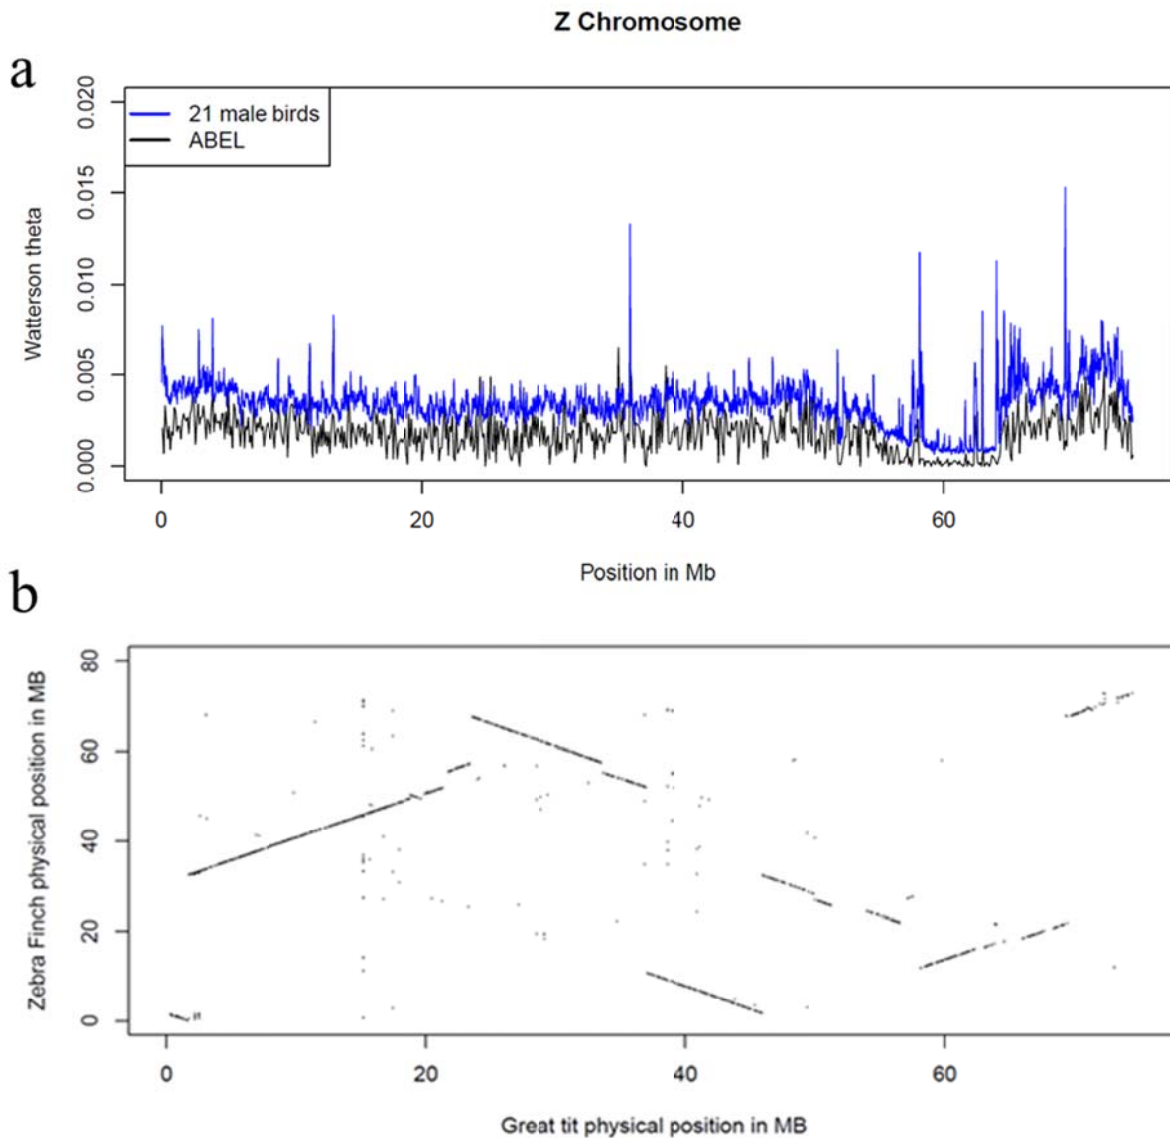 Z Chromosome
a
0.020
0.015
0.010
0.005
0.000
Watterson theta
21 male birds
ABEL
0 20 40 60
Position in Mb
b
80
60
40
20
0
Zebra Finch physical position in MB
0 20 40 60
Great tit physical position in MB